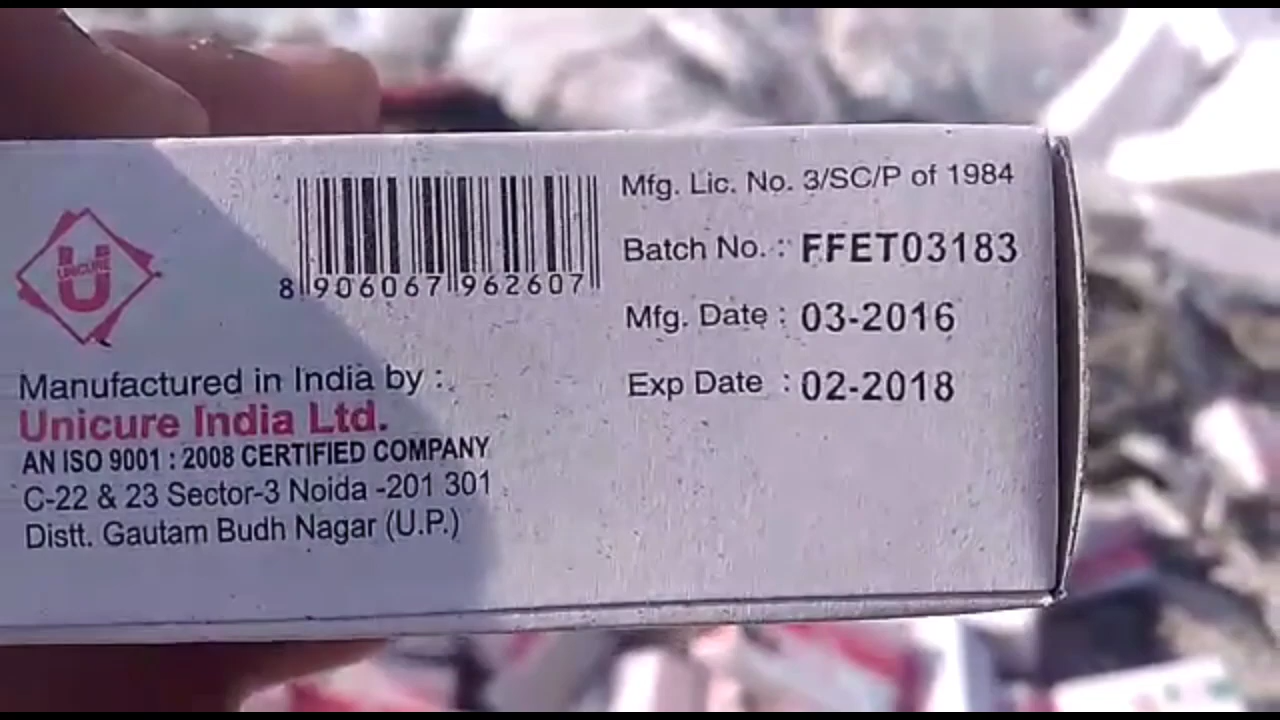 U
UNICURE
8 906067 962607
Manufactured in India by :
Unicure India Ltd.
AN ISO 9001 : 2008 CERTIFIED COMPANY
C-22 & 23 Sector-3 Noida -201 301
Distt. Gautam Budh Nagar (U.P.)
Mfg. Lic. No. 3/SC/P of 1984
Batch No. : FFET03183
Mfg. Date : 03-2016
Exp Date : 02-2018